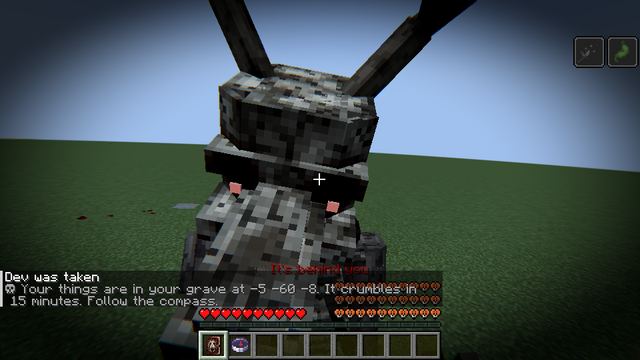 It's behind you
Dev was taken
☠ Your things are in your grave at -5 -60 -8. It crumbles in
15 minutes. Follow the compass.